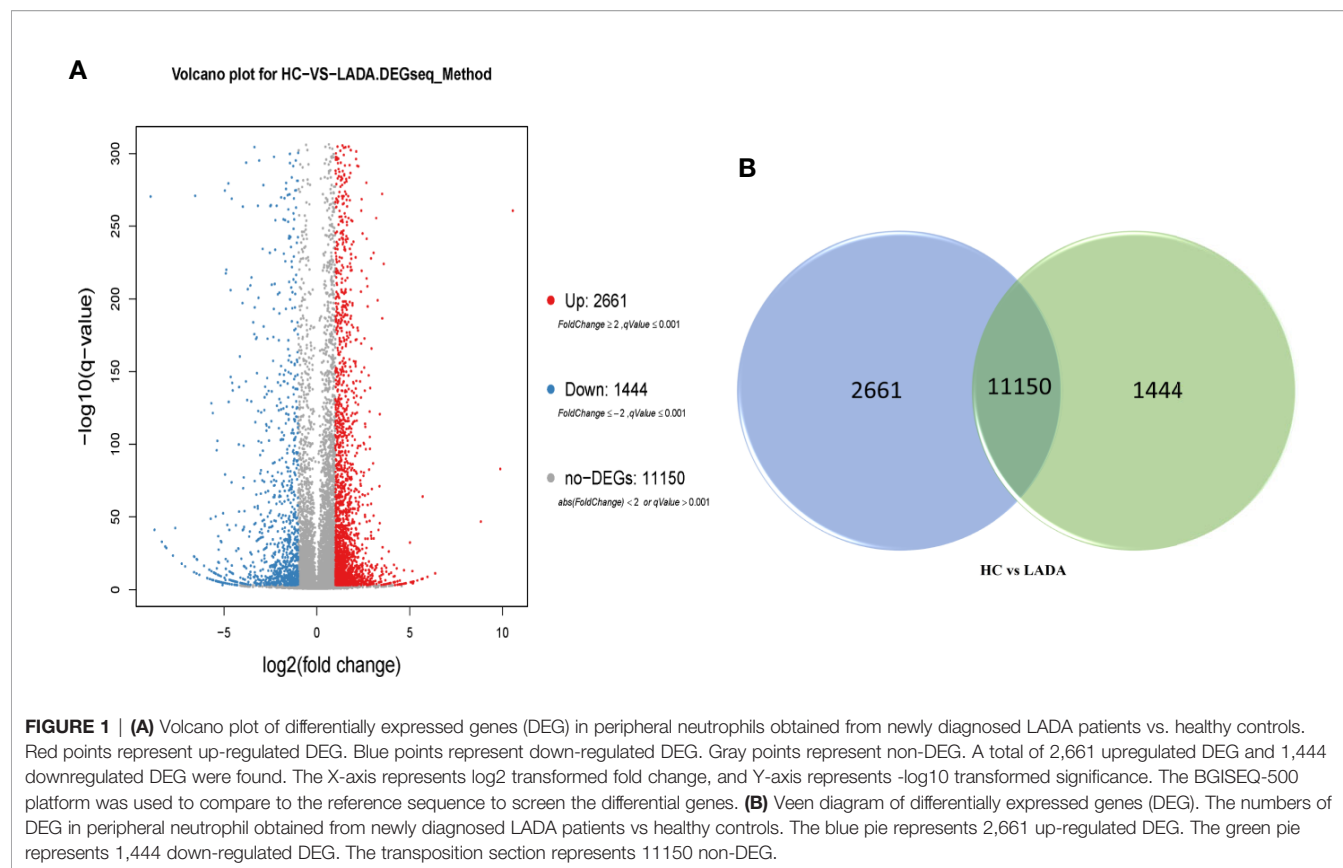 A
Volcano plot for HC−VS−LADA.DEGseq_Method
300
250
200
150
100
50
0
−log10(q−value)
−5
0
5
10
log2(fold change)
Up: 2661
FoldChange ≥ 2 ,qValue ≤ 0.001
Down: 1444
FoldChange ≤ −2 ,qValue ≤ 0.001
no−DEGs: 11150
abs(FoldChange) < 2 or qValue > 0.001
B
2661
11150
1444
HC vs LADA
FIGURE 1 | (A) Volcano plot of differentially expressed genes (DEG) in peripheral neutrophils obtained from newly diagnosed LADA patients vs. healthy controls.
Red points represent up-regulated DEG. Blue points represent down-regulated DEG. Gray points represent non-DEG. A total of 2,661 upregulated DEG and 1,444
downregulated DEG were found. The X-axis represents log2 transformed fold change, and Y-axis represents -log10 transformed significance. The BGISEQ-500
platform was used to compare to the reference sequence to screen the differential genes. (B) Veen diagram of differentially expressed genes (DEG). The numbers of
DEG in peripheral neutrophil obtained from newly diagnosed LADA patients vs healthy controls. The blue pie represents 2,661 up-regulated DEG. The green pie
represents 1,444 down-regulated DEG. The transposition section represents 11150 non-DEG.